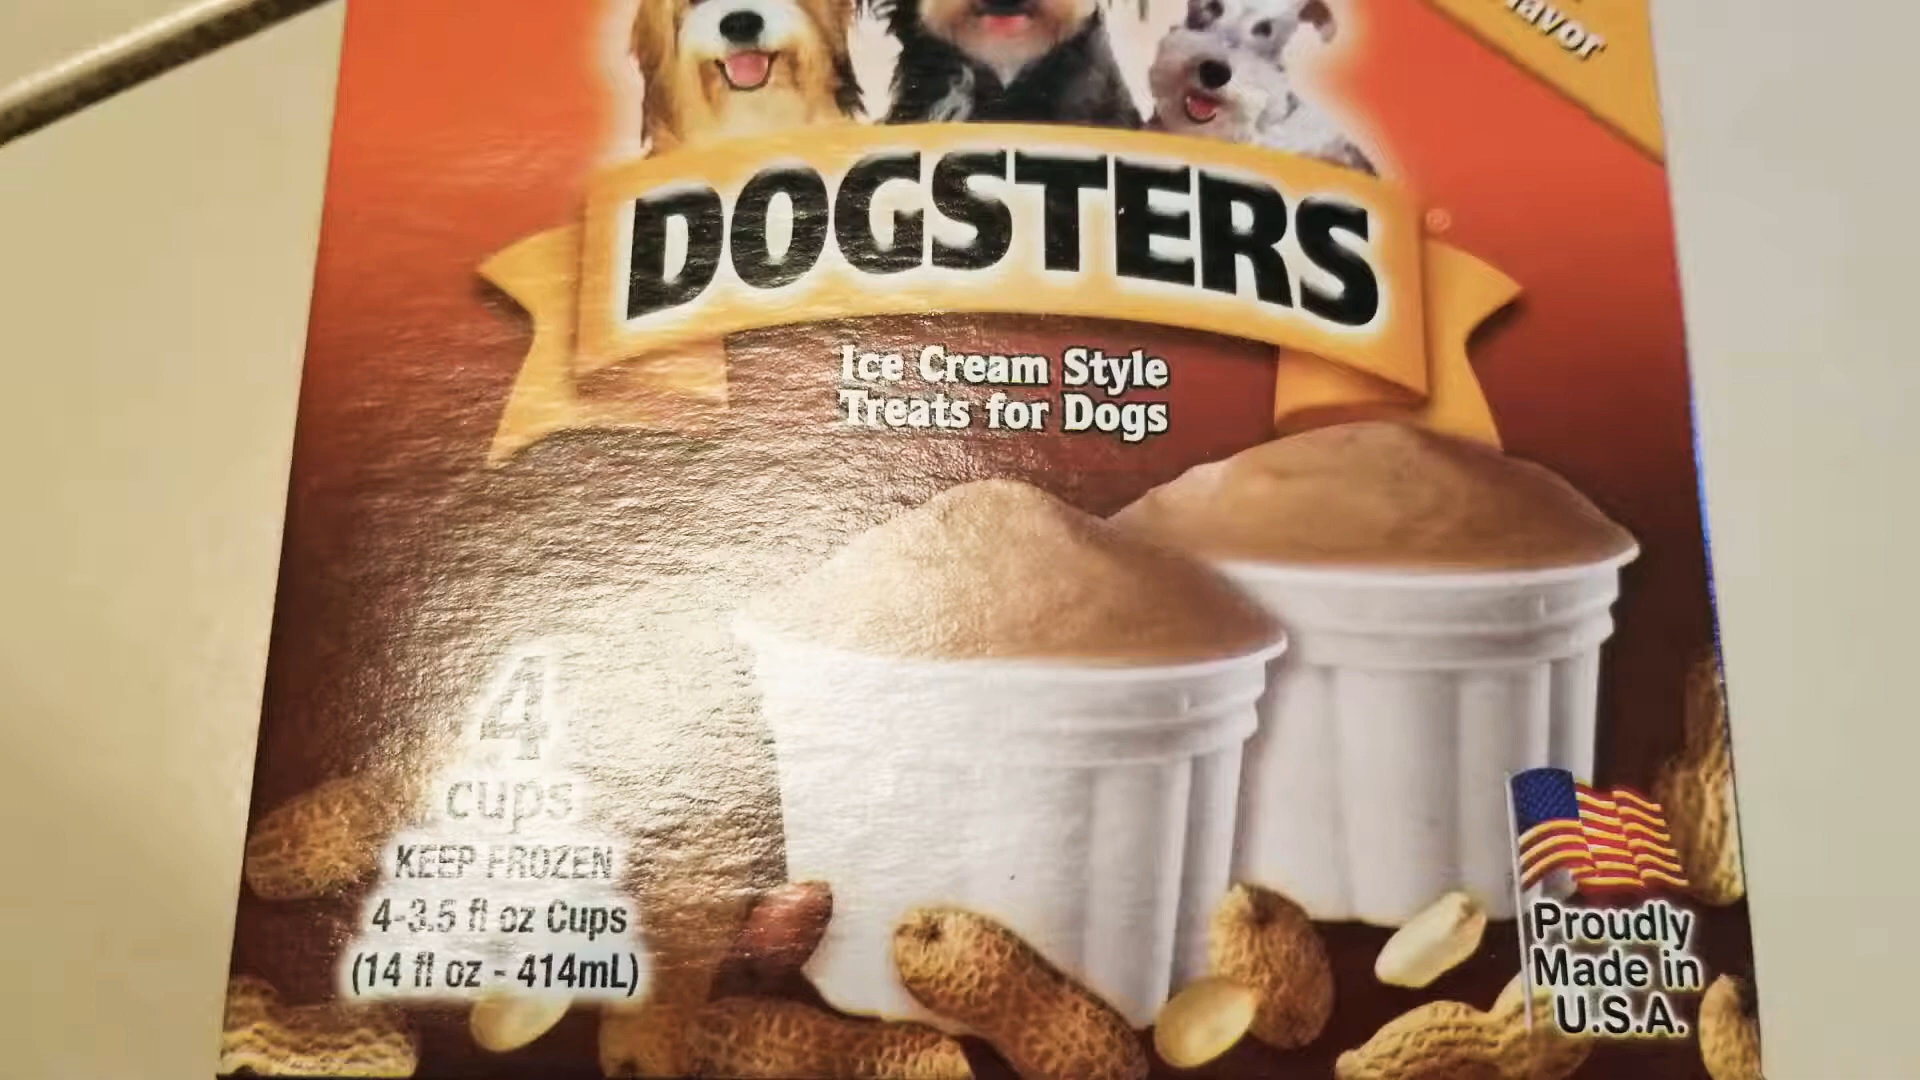 DOGSTERS
®
Ice Cream Style
Treats for Dogs
4
cups
KEEP FROZEN
4-3.5 fl oz Cups
(14 fl oz - 414mL)
Proudly
Made in
U.S.A.